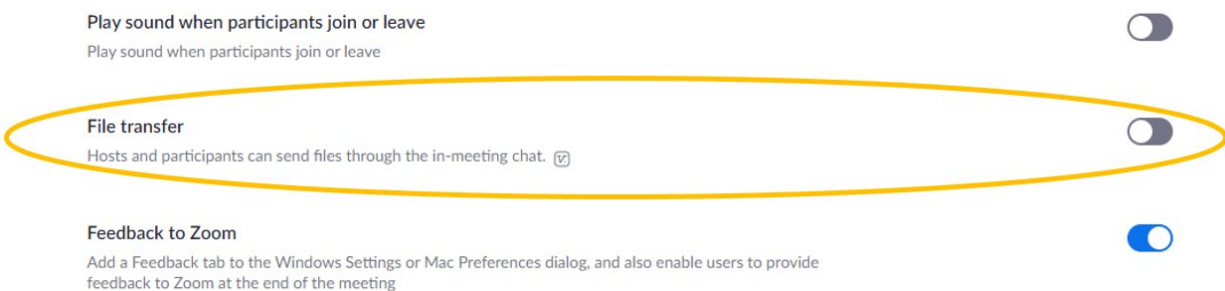 Play sound when participants join or leave
Play sound when participants join or leave
File transfer
Hosts and participants can send files through the in-meeting chat.
Feedback to Zoom
Add a Feedback tab to the Windows Settings or Mac Preferences dialog, and also enable users to provide
feedback to Zoom at the end of the meeting